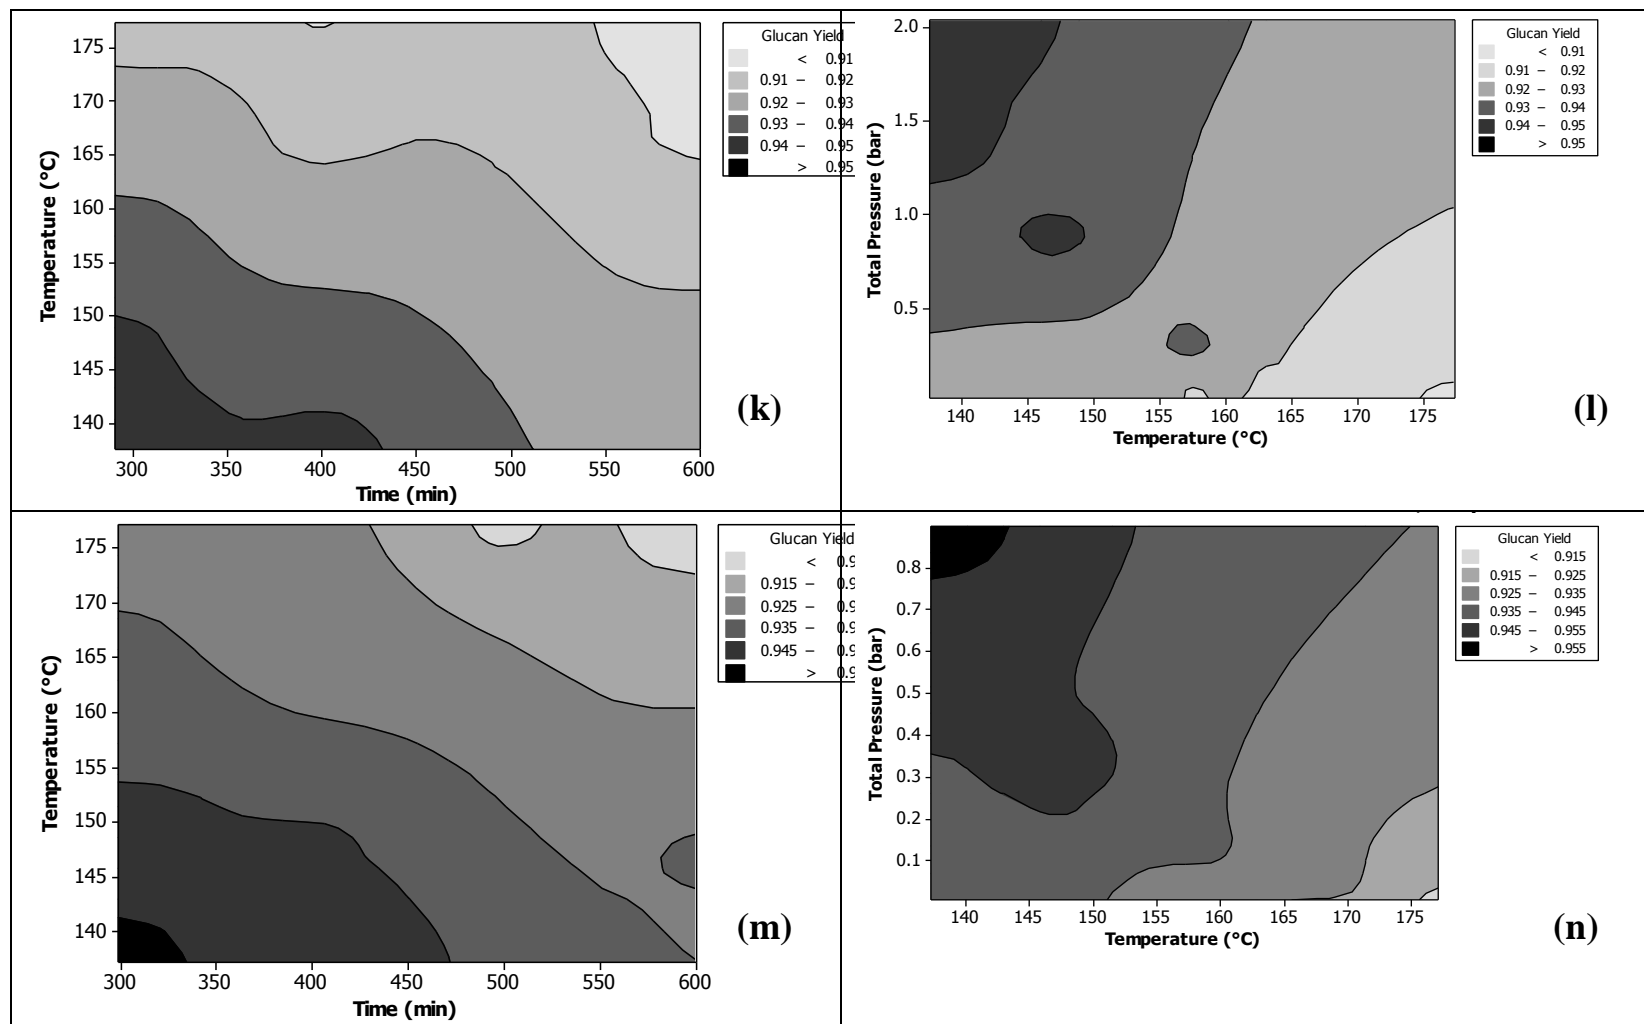 Glucan Yield
< 0.91
0.91 – 0.92
0.92 – 0.93
0.93 – 0.94
0.94 – 0.95
> 0.95
175
170
165
160
155
150
145
140
Temperature (°C)
300 350 400 450 500 550 600
Time (min)
(k)
Glucan Yield
< 0.91
0.91 – 0.92
0.92 – 0.93
0.93 – 0.94
0.94 – 0.95
> 0.95
2.0
1.5
1.0
0.5
Total Pressure (bar)
140 145 150 155 160 165 170 175
Temperature (°C)
(l)
Glucan Yield
<
0.915 –
0.925 –
0.935 –
0.945 –
>
175
170
165
160
155
150
145
140
Temperature (°C)
300 350 400 450 500 550 600
Time (min)
(m)
Glucan Yield
< 0.915
0.915 – 0.925
0.925 – 0.935
0.935 – 0.945
0.945 – 0.955
> 0.955
0.8
0.7
0.6
0.5
0.4
0.3
0.2
0.1
Total Pressure (bar)
140 145 150 155 160 165 170 175
Temperature (°C)
(n)